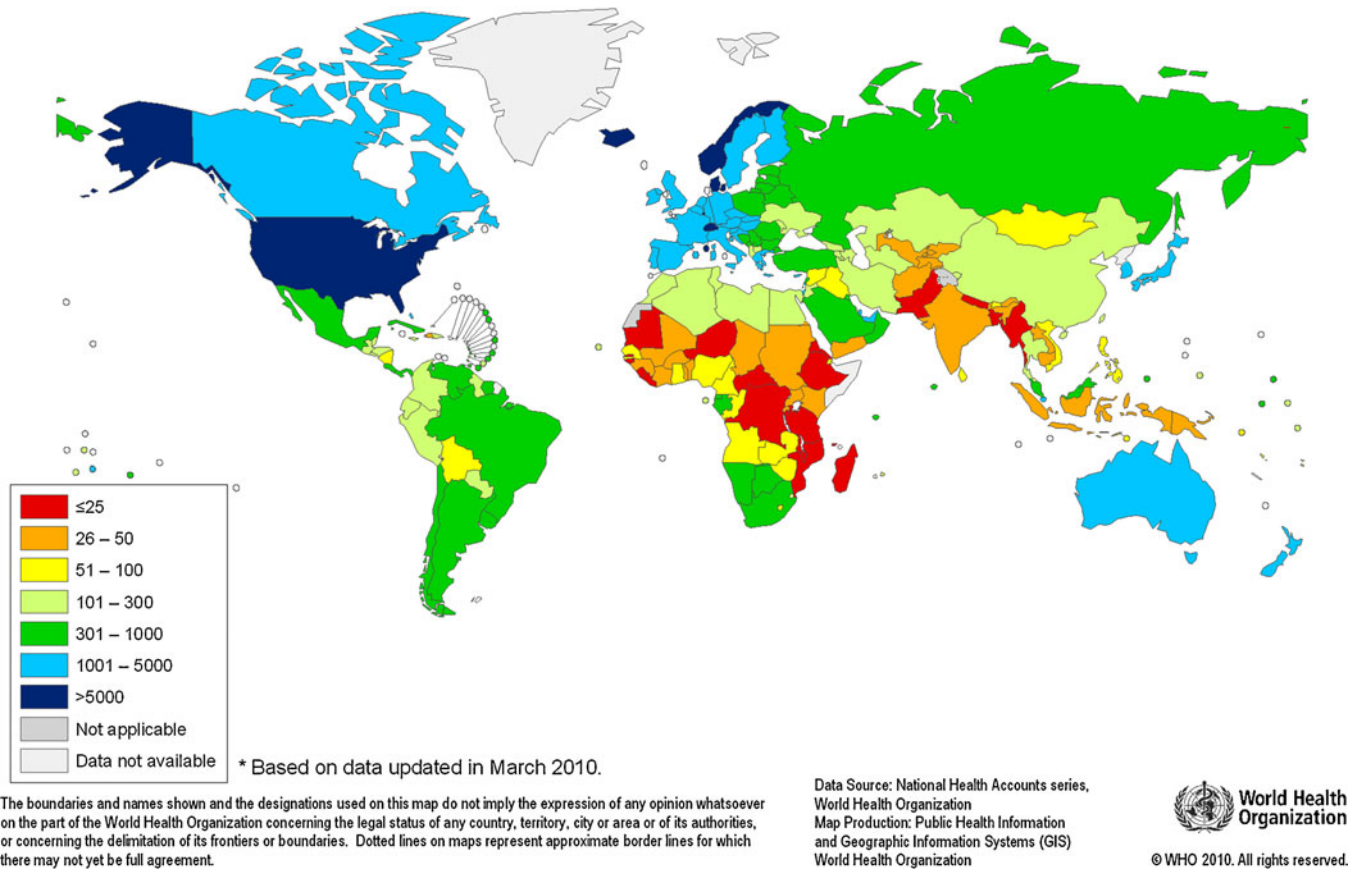 ≤25
26 – 50
51 – 100
101 – 300
301 – 1000
1001 – 5000
>5000
Not applicable
Data not available
* Based on data updated in March 2010.
The boundaries and names shown and the designations used on this map do not imply the expression of any opinion whatsoever
on the part of the World Health Organization concerning the legal status of any country, territory, city or area or of its authorities,
or concerning the delimitation of its frontiers or boundaries. Dotted lines on maps represent approximate border lines for which
there may not yet be full agreement.
Data Source: National Health Accounts series,
World Health Organization
Map Production: Public Health Information
and Geographic Information Systems (GIS)
World Health Organization
World Health
Organization
© WHO 2010. All rights reserved.